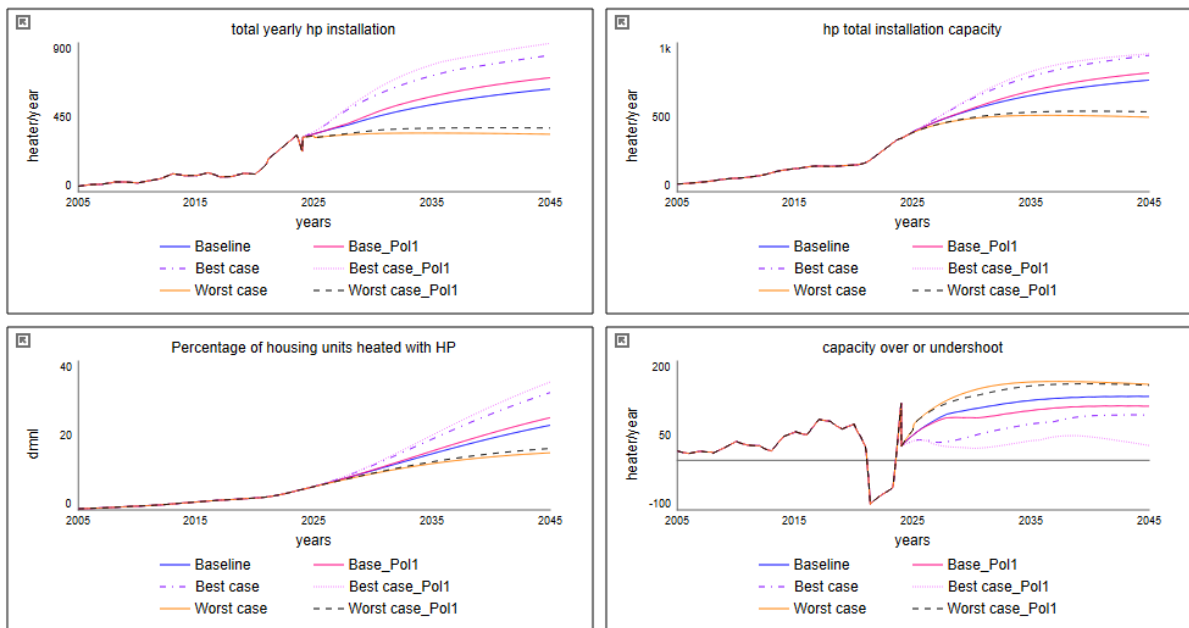 total yearly hp installation
900
450
0
heater/year
2005 2015 2025 2035 2045
years
Baseline Base_Pol1
Best case Best case_Pol1
Worst case Worst case_Pol1
hp total installation capacity
1k
500
0
heater/year
2005 2015 2025 2035 2045
years
Baseline Base_Pol1
Best case Best case_Pol1
Worst case Worst case_Pol1
Percentage of housing units heated with HP
40
20
0
dmnl
2005 2015 2025 2035 2045
years
Baseline Base_Pol1
Best case Best case_Pol1
Worst case Worst case_Pol1
capacity over or undershoot
200
50
-100
heater/year
2005 2015 2025 2035 2045
years
Baseline Base_Pol1
Best case Best case_Pol1
Worst case Worst case_Pol1